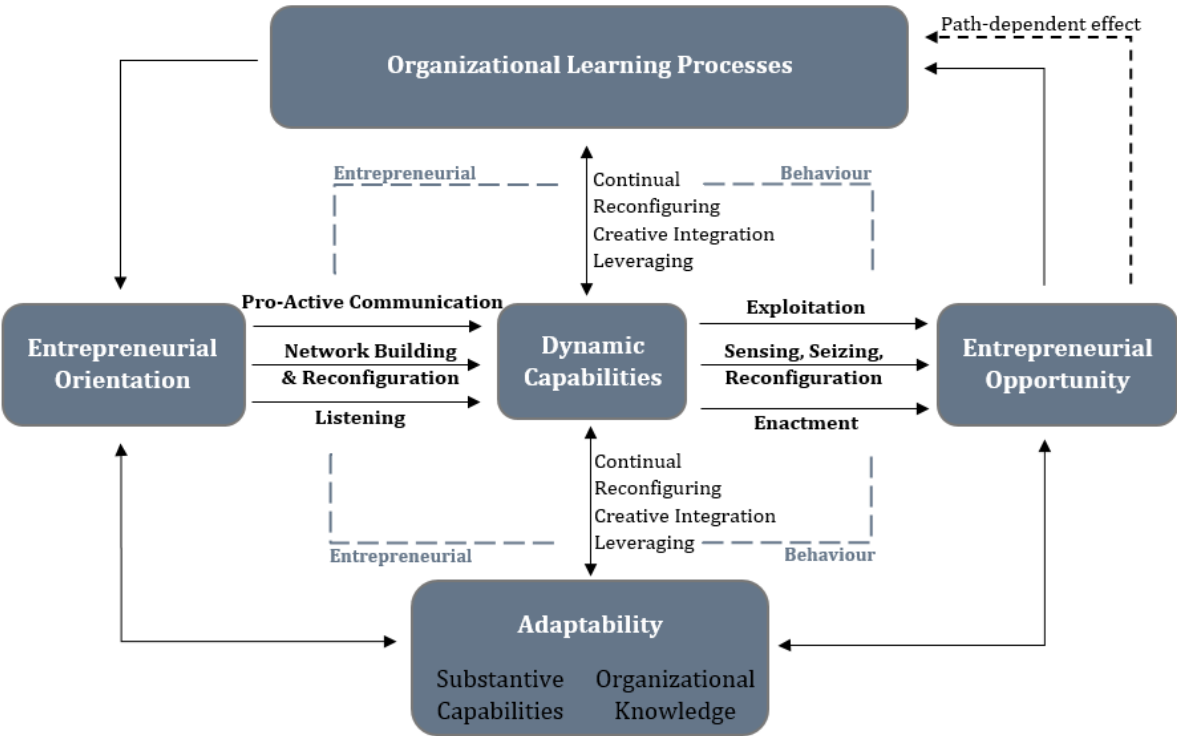 Path-dependent effect
Organizational Learning Processes
Entrepreneurial
Behaviour
Continual
Reconfiguring
Creative Integration
Leveraging
Pro-Active Communication
Network Building
& Reconfiguration
Listening
Entrepreneurial
Orientation
Dynamic
Capabilities
Exploitation
Sensing, Seizing,
Reconfiguration
Enactment
Entrepreneurial
Opportunity
Continual
Reconfiguring
Creative Integration
Leveraging
Entrepreneurial
Behaviour
Adaptability
Substantive
Capabilities
Organizational
Knowledge